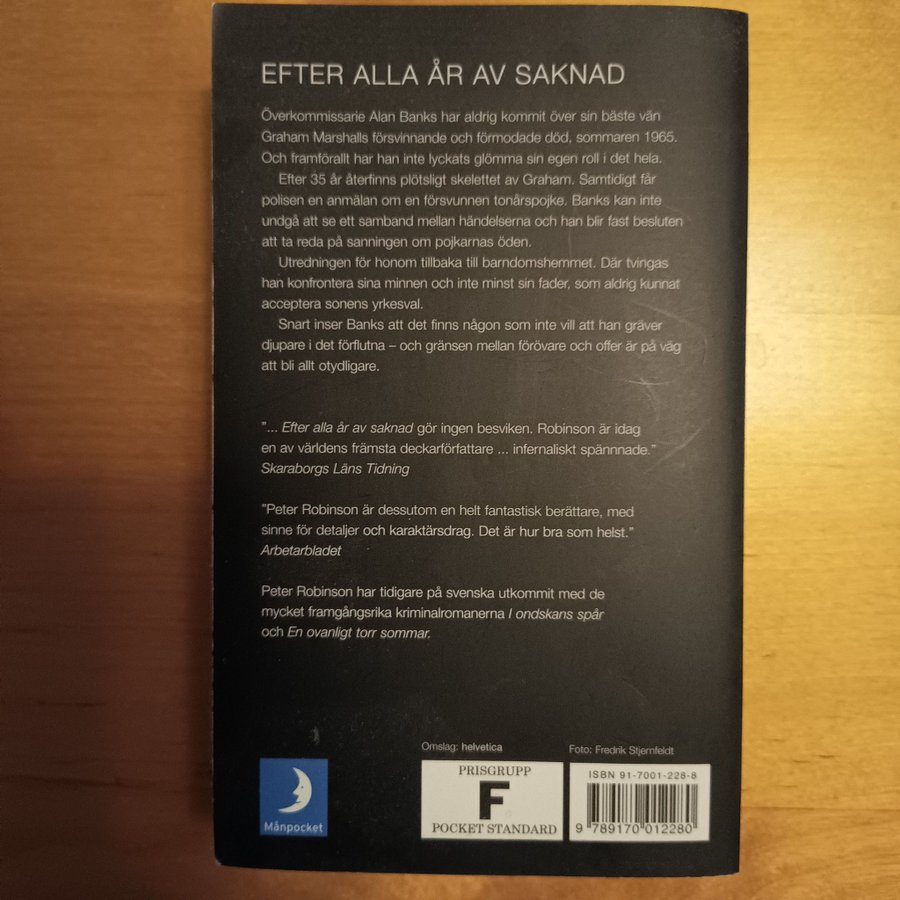 EFTER ALLA ÅR AV SAKNAD
Överkommissarie Alan Banks har aldrig kommit över sin bäste vän
Graham Marshalls försvinnande och förmodade död, sommaren 1965.
Och framförallt har han inte lyckats glömma sin egen roll i det hela.
Efter 35 år återfinns plötsligt skelettet av Graham. Samtidigt får
polisen en anmälan om en försvunnen tonårspojke. Banks kan inte
undgå att se ett samband mellan händelserna och han blir fast besluten
att ta reda på sanningen om pojkarnas öden.
Utredningen för honom tillbaka till barndomshemmet. Där tvingas
han konfrontera sina minnen och inte minst sin fader, som aldrig kunnat
acceptera sonens yrkesval.
Snart inser Banks att det finns någon som inte vill att han gräver
djupare i det förflutna – och gränsen mellan förövare och offer är på väg
att bli allt otydligare.
"... Efter alla år av saknad gör ingen besviken. Robinson är idag
en av världens främsta deckarförfattare ... infernaliskt spännnade."
Skaraborgs Läns Tidning
"Peter Robinson är dessutom en helt fantastisk berättare, med
sinne för detaljer och karaktärsdrag. Det är hur bra som helst."
Arbetarbladet
Peter Robinson har tidigare på svenska utkommit med de
mycket framgångsrika kriminalromanerna I ondskans spår
och En ovanligt torr sommar.
Omslag: helvetica
Foto: Fredrik Stjernfeldt
Månpocket
PRISGRUPP
F
POCKET STANDARD
ISBN 91-7001-228-8
9 789170 012280